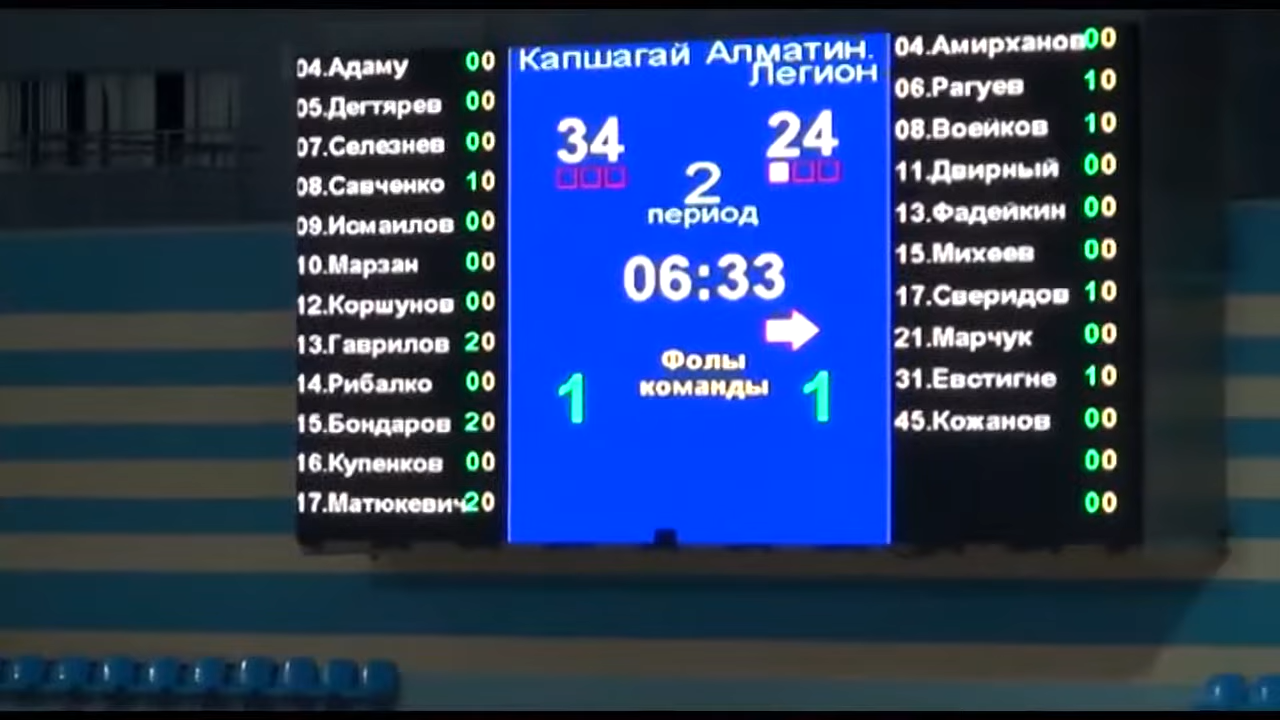 04.Адаму 00
05.Дегтярев 00
07.Селезнев 00
08.Савченко 10
09.Исмаилов 00
10.Марзан 00
12.Коршунов 00
13.Гаврилов 20
14.Рибалко 00
15.Бондаров 20
16.Купенков 00
17.Матюкевич 20
Капшагай Алматин.
Легион
34 24
2
период
06:33
Фолы
команды
1 1
04.Амирханов 00
06.Рагуев 10
08.Воейков 10
11.Двирный 00
13.Фадейкин 00
15.Михеев 00
17.Свєридов 10
21.Марчук 00
31.Евстигне 10
45.Кожанов 00
00
00